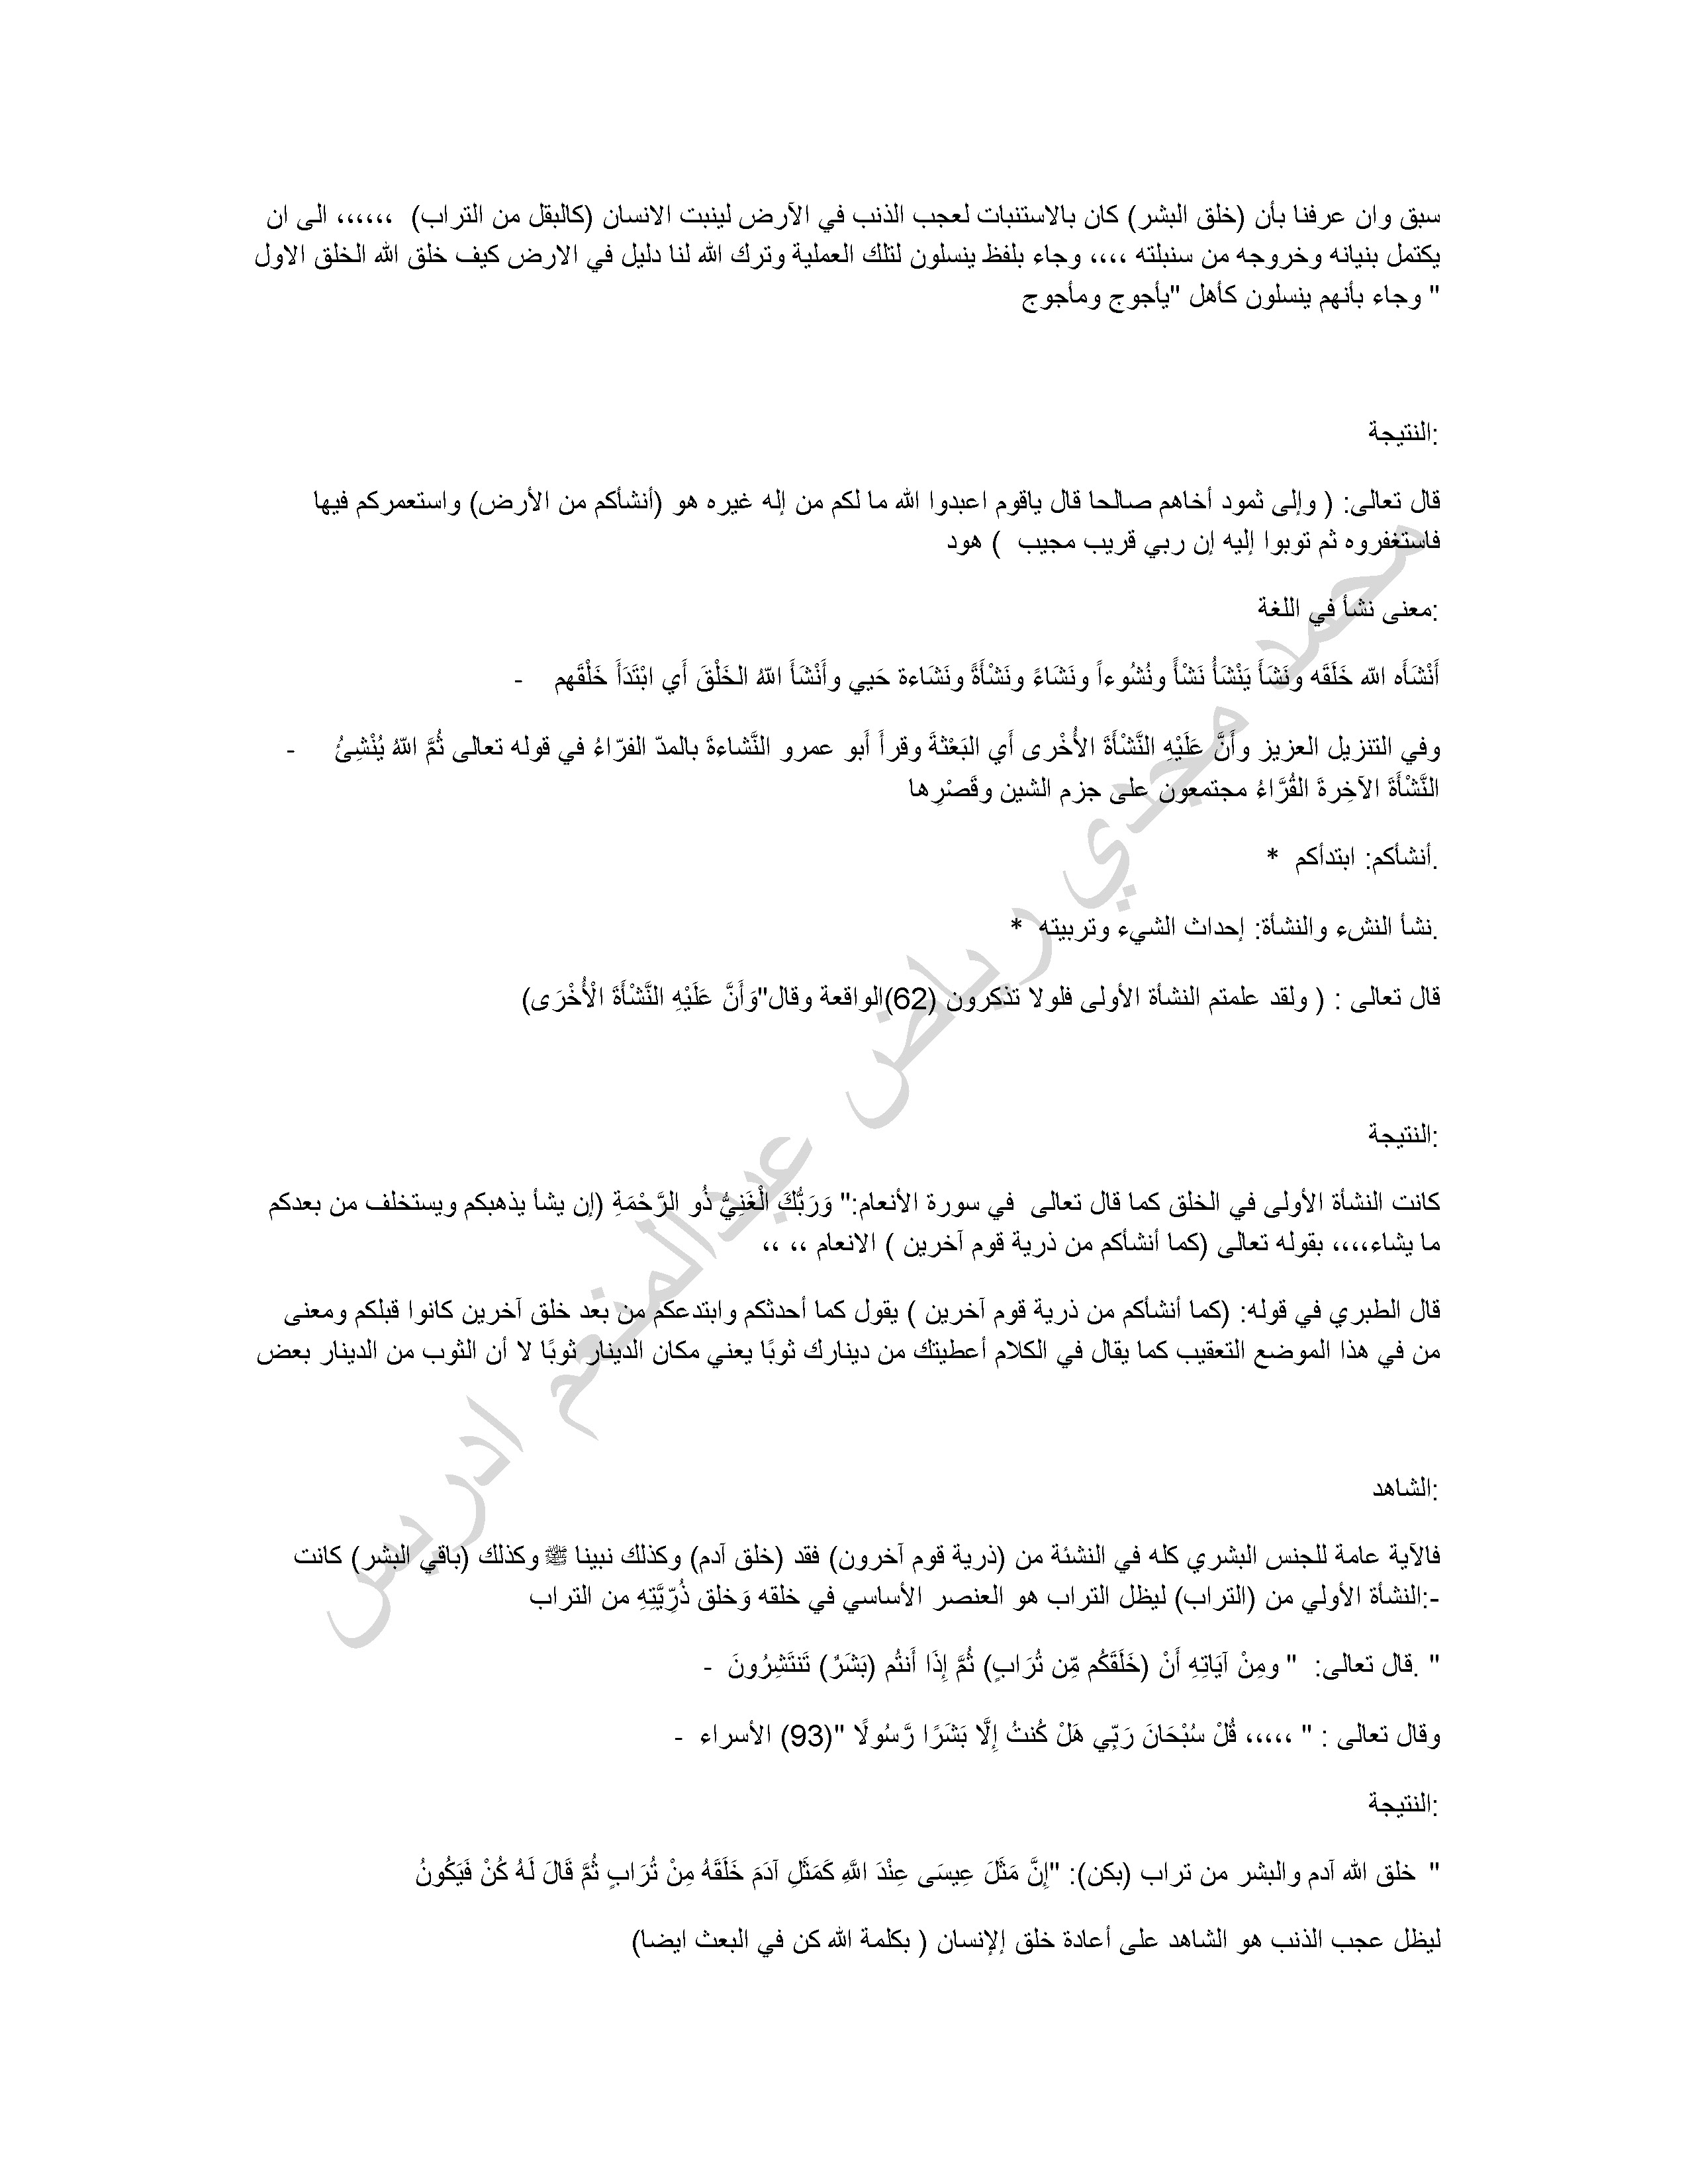 سبق وان عرفنا بأن (خلق البشر) كان بالاستنبات لعجب الذنب في الآرض لينبت الانسان (كالبقل من التراب) ،،،،،، الى ان
يكتمل بنيانه وخروجه من سنبلته ،،،، وجاء بلفظ ينسلون لتلك العملية وترك الله لنا دليل في الارض كيف خلق الله الخلق الاول
" وجاء بأنهم ينسلون كأهل "يأجوج ومأجوج
:النتيجة
قال تعالى: ( وإلى ثمود أخاهم صالحا قال ياقوم اعبدوا الله ما لكم من إله غيره هو (أنشأكم من الأرض) واستعمركم فيها
فاستغفروه ثم توبوا إليه إن ربي قريب مجيب ) هود
:معنى نشأ في اللغة
أَنْشَأَه الله خَلَقَه ونَشَأَ يَنْشَأُ نَشْأً ونُشُوءاً ونَشَاءً ونَشْأَةً ونَشَاءة حَيي وأَنْشَأَ اللهُ الخَلْقَ أَي ابْتَدَأَ خَلْقَهم -
وفي التنزيل العزيز وأَنَّ عَلَيْهِ النَّشْأَةَ الأُخْرى أَي البَعْثةَ وقرأَ أَبو عمرو النَّشاءةَ بالمدّ الفرّاءُ في قوله تعالى ثُمَّ اللهُ يُنْشِئُ -
النَّشْأَةَ الآخِرةَ القُرَّاءُ مجتمعون على جزم الشين وقَصْرِها
.أنشأكم: ابتدأكم *
.نشأ النشء والنشأة: إحداث الشيء وتربيته *
قال تعالى : ( ولقد علمتم النشأة الأولى فلولا تذكرون (62)الواقعة وقال"وَأَنَّ عَلَيْهِ النَّشْأَةَ الْأُخْرَى)
:النتيجة
كانت النشأة الأولى في الخلق كما قال تعالى في سورة الأنعام:" وَرَبُّكَ الْغَنِيُّ ذُو الرَّحْمَةِ (إن يشأ يذهبكم ويستخلف من بعدكم
ما يشاء،،،، بقوله تعالى (كما أنشأكم من ذرية قوم آخرين ) الانعام ،، ،،
قال الطبري في قوله: (كما أنشأكم من ذرية قوم آخرين ) يقول كما أحدثكم وابتدعكم من بعد خلق آخرين كانوا قبلكم ومعنى
من في هذا الموضع التعقيب كما يقال في الكلام أعطيتك من دينارك ثوبًا يعني مكان الدينار ثوبًا لا أن الثوب من الدينار بعض
:الشاهد
فالآية عامة للجنس البشري كله في النشئة من (ذرية قوم آخرون) فقد (خلق آدم) وكذلك نبينا ﷺ وكذلك (باقي البشر) كانت
-:النشأة الأولي من (التراب) ليظل التراب هو العنصر الأساسي في خلقه وَخلق ذُرِّيَّتِهِ من التراب
" .قال تعالى: " ومِنْ آيَاتِهِ أَنْ (خَلَقَكُم مِّن تُرَابٍ) ثُمَّ إِذَا أَنتُم (بَشَرٌ) تَنتَشِرُونَ -
وقال تعالى : " ،،،،، قُلْ سُبْحَانَ رَبِّي هَلْ كُنتُ إِلَّا بَشَرًا رَّسُولًا "(93) الأسراء -
:النتيجة
" خلق الله آدم والبشر من تراب (بكن): "إِنَّ مَثَلَ عِيسَى عِنْدَ اللَّهِ كَمَثَلِ آدَمَ خَلَقَهُ مِنْ تُرَابٍ ثُمَّ قَالَ لَهُ كُنْ فَيَكُونُ
ليظل عجب الذنب هو الشاهد على أعادة خلق إلإنسان ( بكلمة الله كن في البعث ايضا)
محمد مجدي رياض عبدالمنعم ادريس